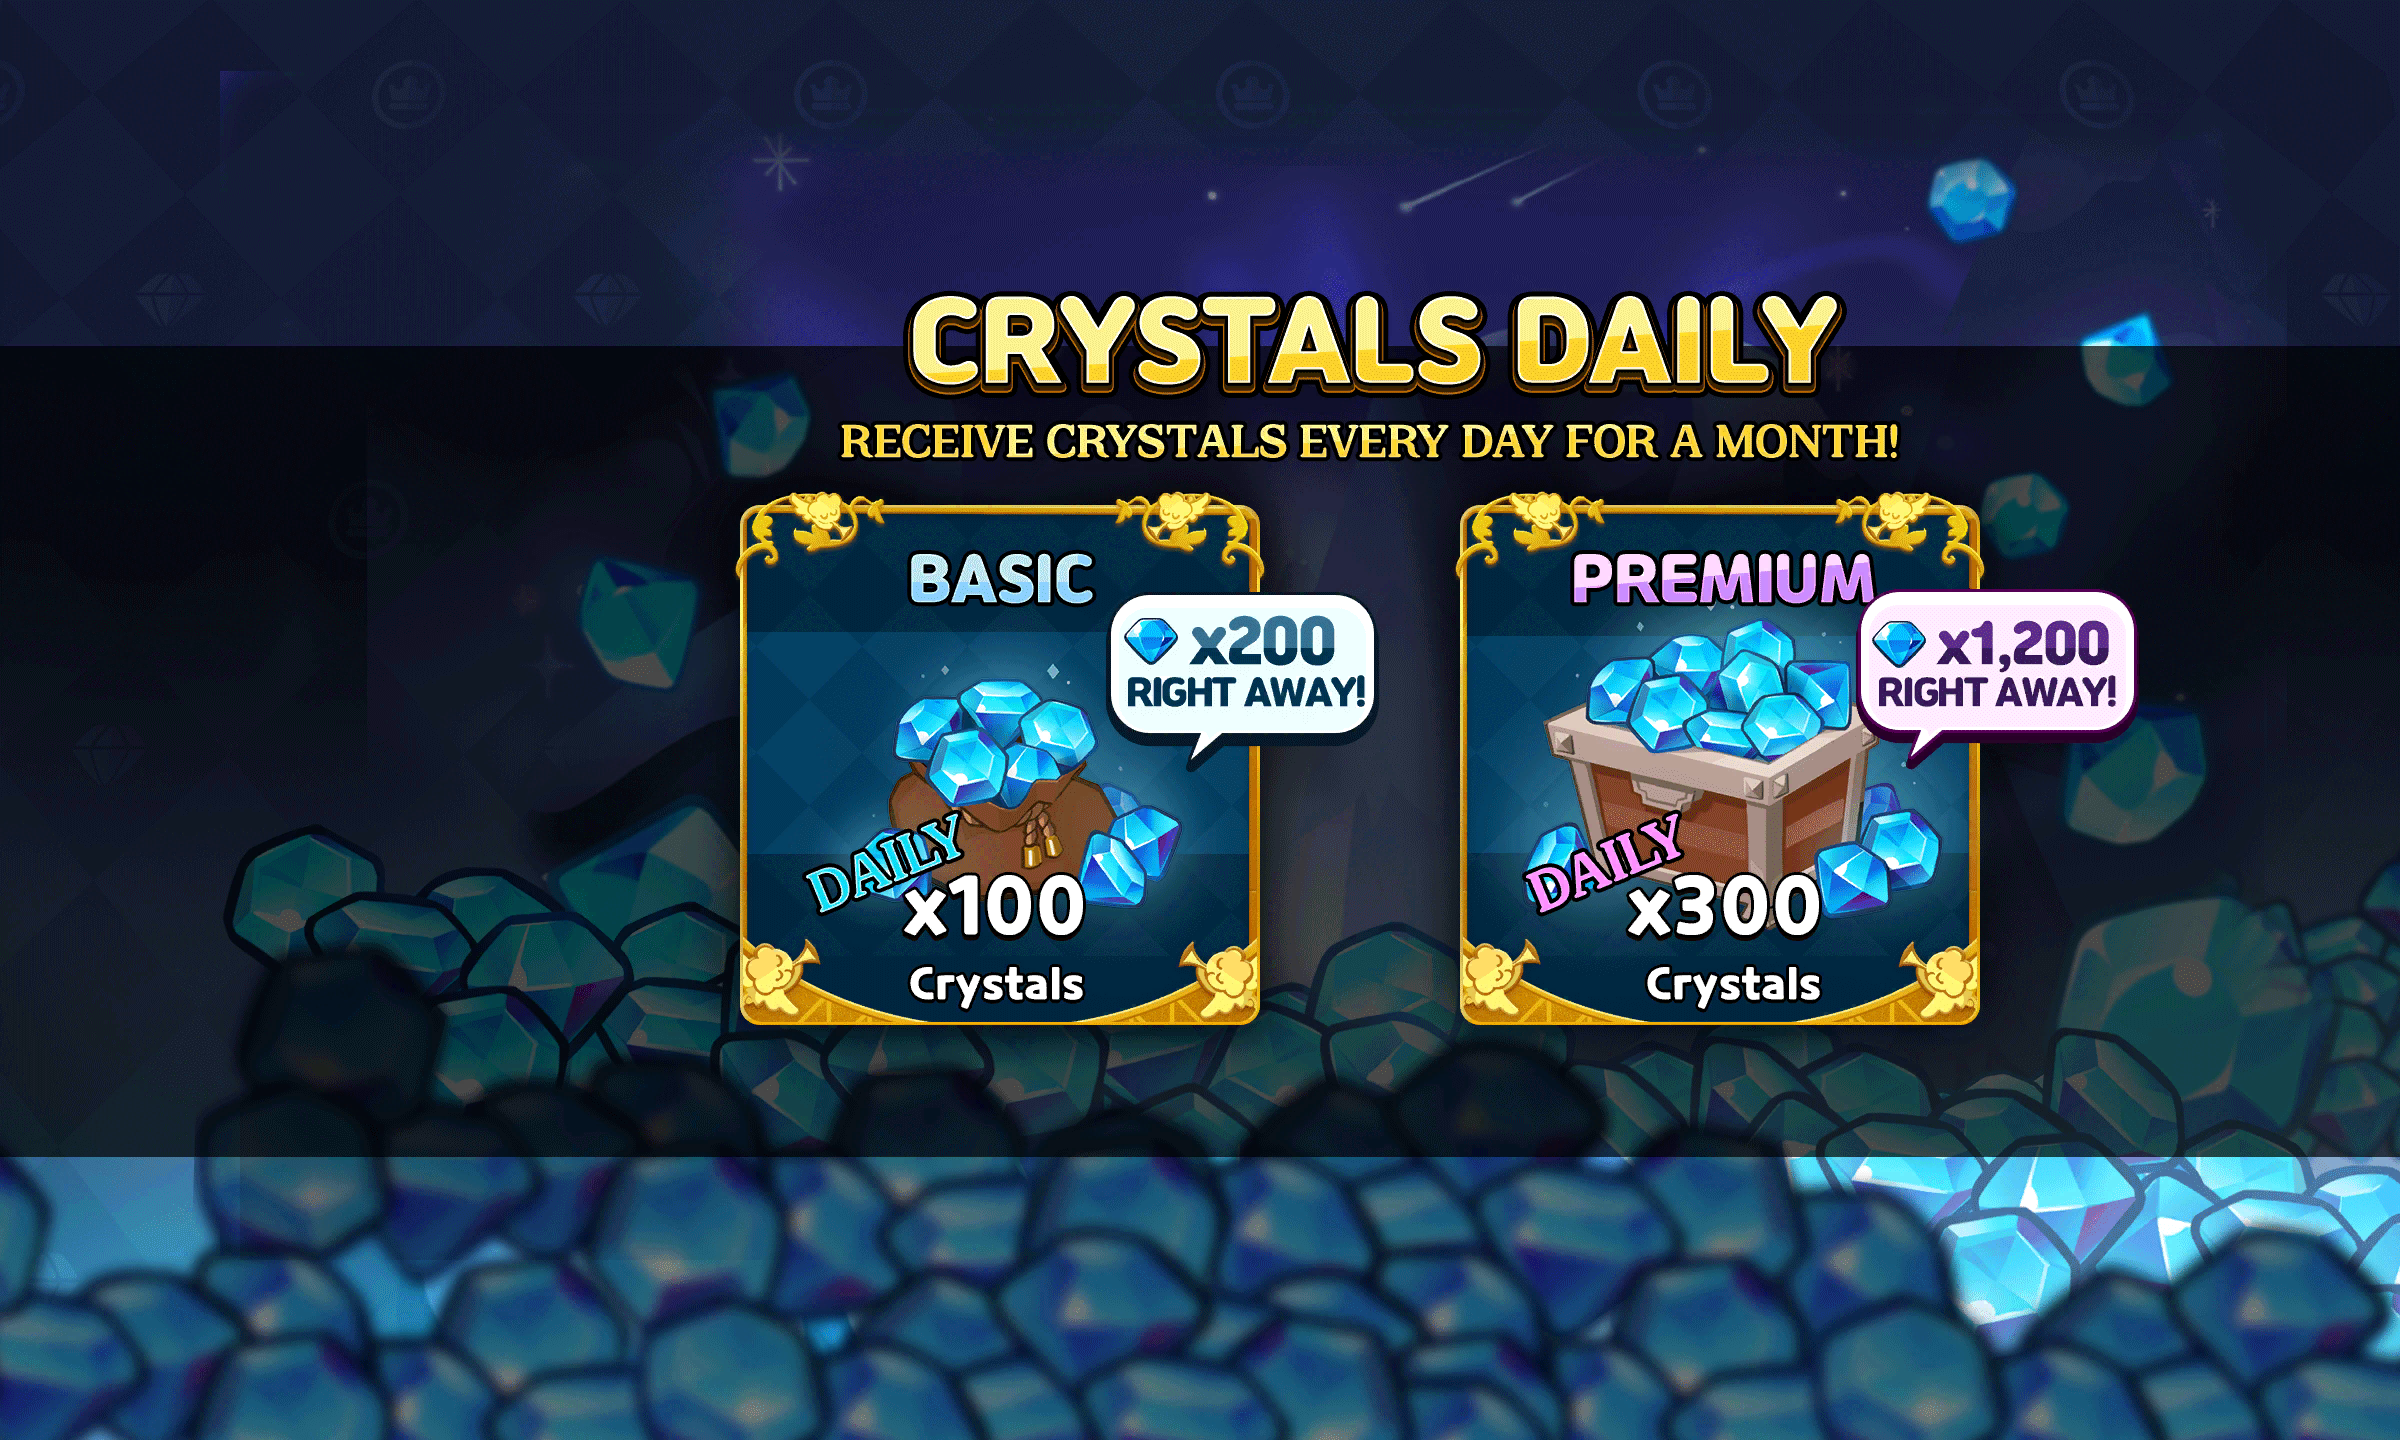 CRYSTALS DAILY
RECEIVE CRYSTALS EVERY DAY FOR A MONTH!
BASIC
x200
RIGHT AWAY!
DAILY
x100
Crystals
PREMIUM
x1,200
RIGHT AWAY!
DAILY
x300
Crystals